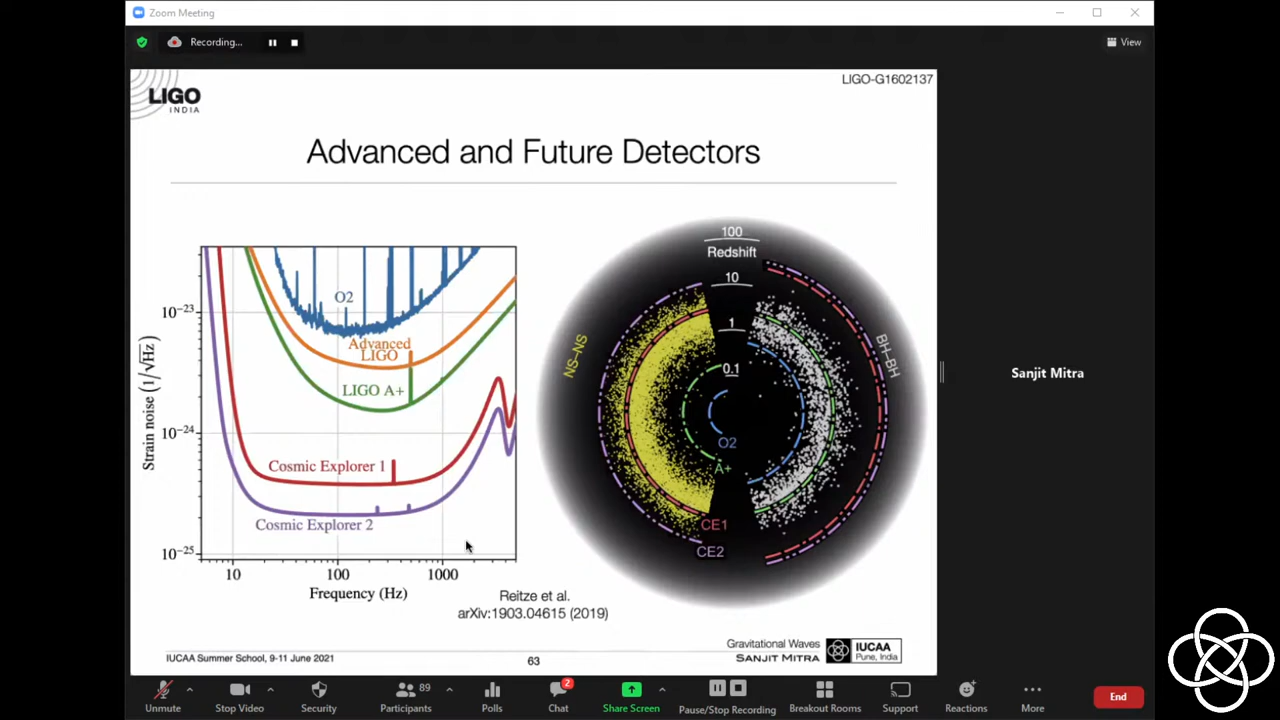 Zoom Meeting
Recording...
View
LIGO-G1602137
LIGO
INDIA
Advanced and Future Detectors
O2
Advanced
LIGO
LIGO A+
Cosmic Explorer 1
Cosmic Explorer 2
10⁻²³
10⁻²⁴
10⁻²⁵
Strain noise (1/√Hz)
10
100
1000
Frequency (Hz)
100
Redshift
10
1
0.1
NS–NS
BH–BH
O2
A+
CE1
CE2
Reitze et al.
arXiv:1903.04615 (2019)
IUCAA Summer School, 9-11 June 2021
63
Gravitational Waves
SANJIT MITRA
IUCAA
Pune, India
Sanjit Mitra
Unmute
Stop Video
Security
89
Participants
Polls
2
Chat
Share Screen
Pause/Stop Recording
Breakout Rooms
Support
Reactions
More
End